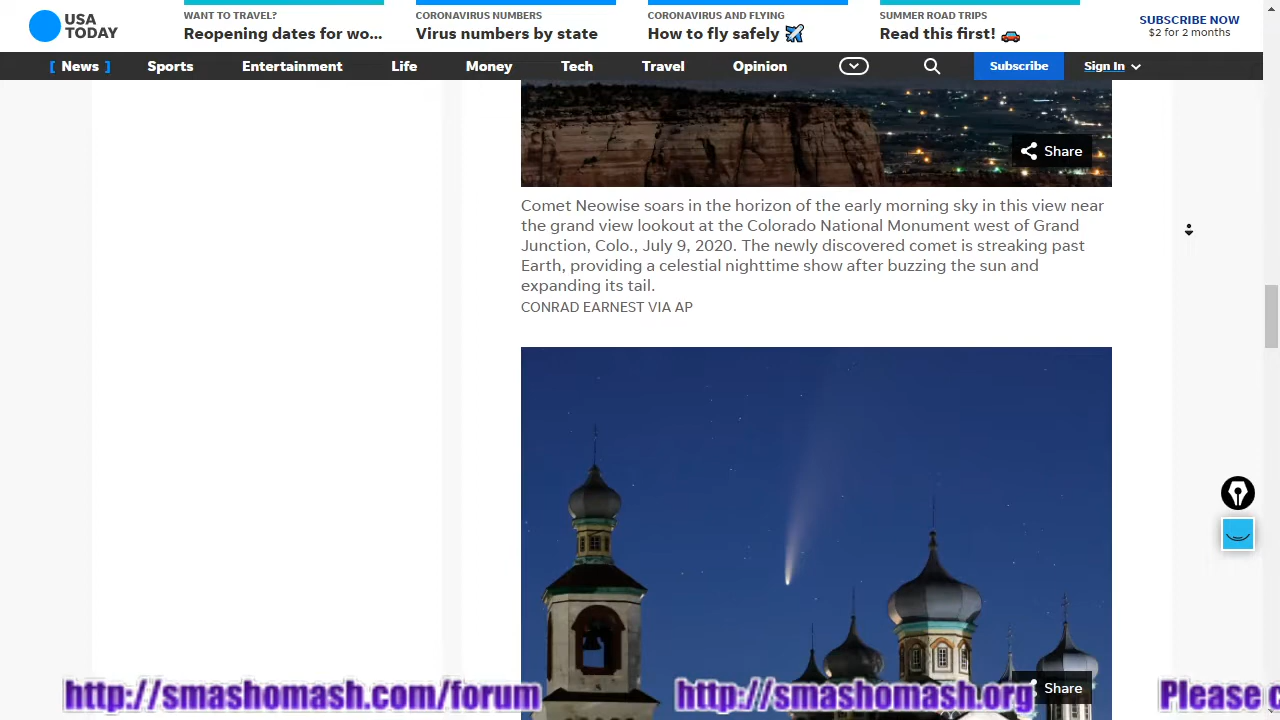 USA
TODAY
WANT TO TRAVEL?
Reopening dates for wo...
CORONAVIRUS NUMBERS
Virus numbers by state
CORONAVIRUS AND FLYING
How to fly safely
SUMMER ROAD TRIPS
Read this first!
SUBSCRIBE NOW
$2 for 2 months
[ News ] Sports Entertainment Life Money Tech Travel Opinion Subscribe Sign In
Share
Comet Neowise soars in the horizon of the early morning sky in this view near
the grand view lookout at the Colorado National Monument west of Grand
Junction, Colo., July 9, 2020. The newly discovered comet is streaking past
Earth, providing a celestial nighttime show after buzzing the sun and
expanding its tail.
CONRAD EARNEST VIA AP
Share
http://smashomash.com/forum http://smashomash.org Please